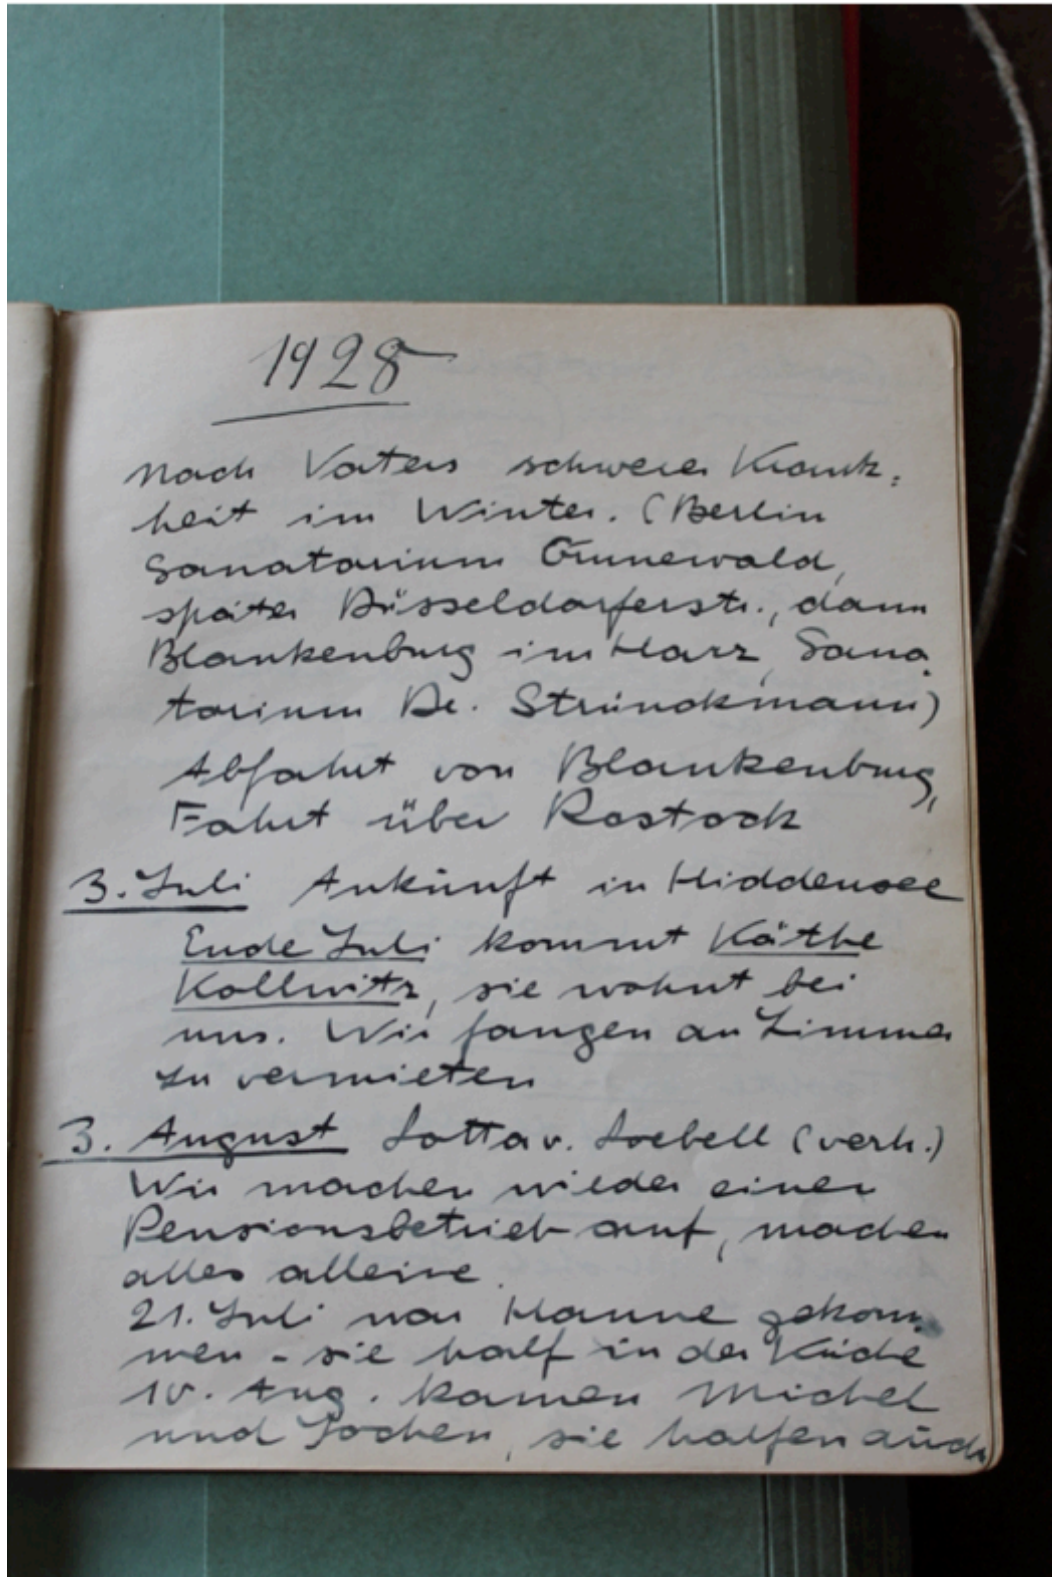 1928
Nach Vaters schwerer Krank=
heit im Winter. (Berlin
Sanatorium Grunewald,
später Düsseldorferstr., dann
Blankenburg im Harz, Sana=
torium Dr. Strünckmann)
Abfahrt von Blankenburg,
Fahrt über Rostock
3. Juli Ankunft in Hiddensee
Ende Juli kommt Käthe
Kollwitz, sie wohnt bei
uns. Wir fangen an Zimmer
zu vermieten
3. August Lotta v. Loebell (verh.)
Wir machen wieder einen
Pensionsbetrieb auf, machen
alles alleine.
21. Juli war Hanne gekom=
men - sie half in der Küche
10. Aug. kamen Michel
und Jochen, sie halfen auch